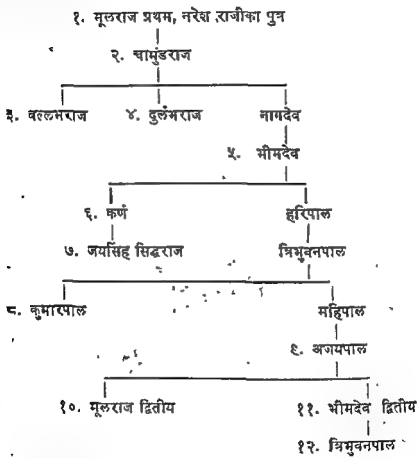 १. मूलराज प्रथम, नरेश राजीका पुत्र
२. चामुंडराज
३. वल्लभराज ४. दुर्लभराज नागदेव
५. भीमदेव
६. कर्ण हरिपाल
७. जयसिंह सिद्धराज त्रिभुवनपाल
८. कुमारपाल महिपाल
९. अजयपाल
१०. मूलराज द्वितीय ११. भीमदेव द्वितीय
१२. त्रिभुवनपाल